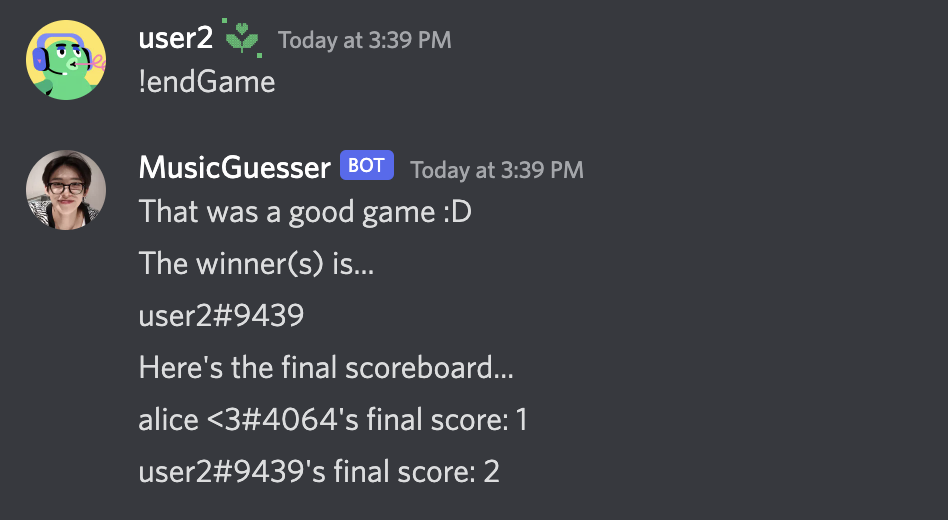 user2 Today at 3:39 PM
!endGame
MusicGuesser BOT Today at 3:39 PM
That was a good game :D
The winner(s) is...
user2#9439
Here's the final scoreboard...
alice <3#4064's final score: 1
user2#9439's final score: 2